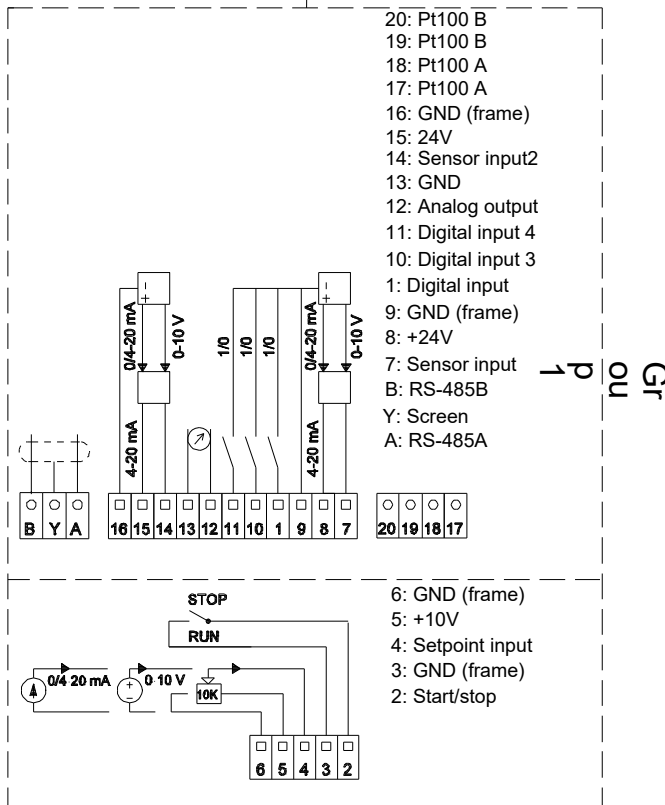 20: Pt100 B
19: Pt100 B
18: Pt100 A
17: Pt100 A
16: GND (frame)
15: 24V
14: Sensor input2
13: GND
12: Analog output
11: Digital input 4
10: Digital input 3
1: Digital input
9: GND (frame)
8: +24V
7: Sensor input
B: RS-485B
Y: Screen
A: RS-485A
Gr
ou
p
1
0/4-20 mA
0-10 V
1/0
1/0
1/0
0/4-20 mA
0-10 V
4-20 mA
4-20 mA
B Y A
16 15 14 13 12 11 10 1 9 8 7
20 19 18 17
6: GND (frame)
5: +10V
4: Setpoint input
3: GND (frame)
2: Start/stop
STOP
RUN
0/4 20 mA
0 10 V
10K
6 5 4 3 2